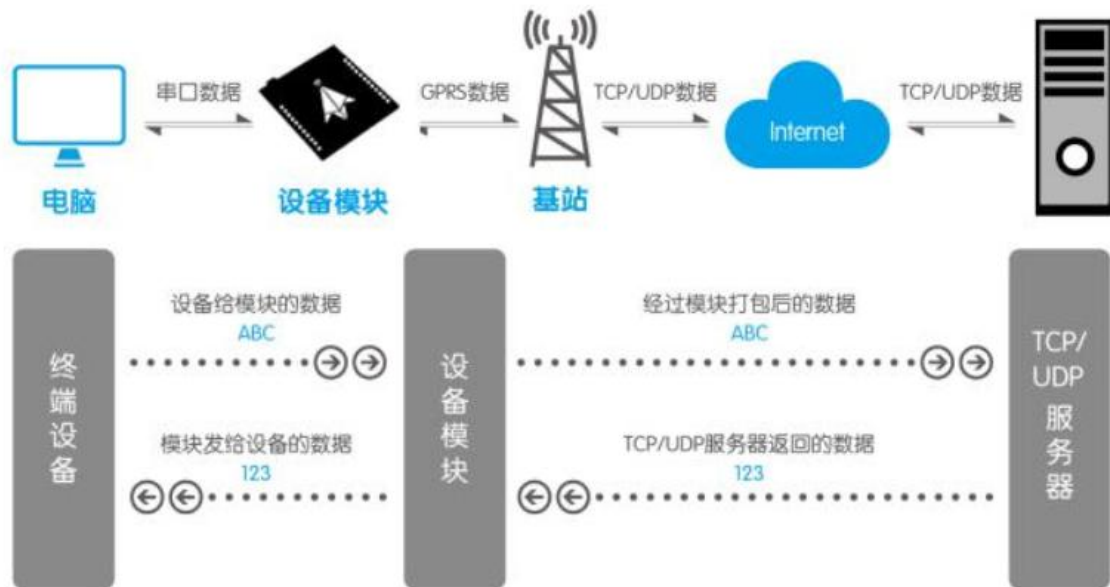 串口数据
GPRS数据
TCP/UDP数据
TCP/UDP数据
Internet
电脑
设备模块
基站
终端设备
设备给模块的数据
ABC
模块发给设备的数据
123
设备模块
经过模块打包后的数据
ABC
TCP/UDP服务器返回的数据
123
TCP/
UDP
服务器